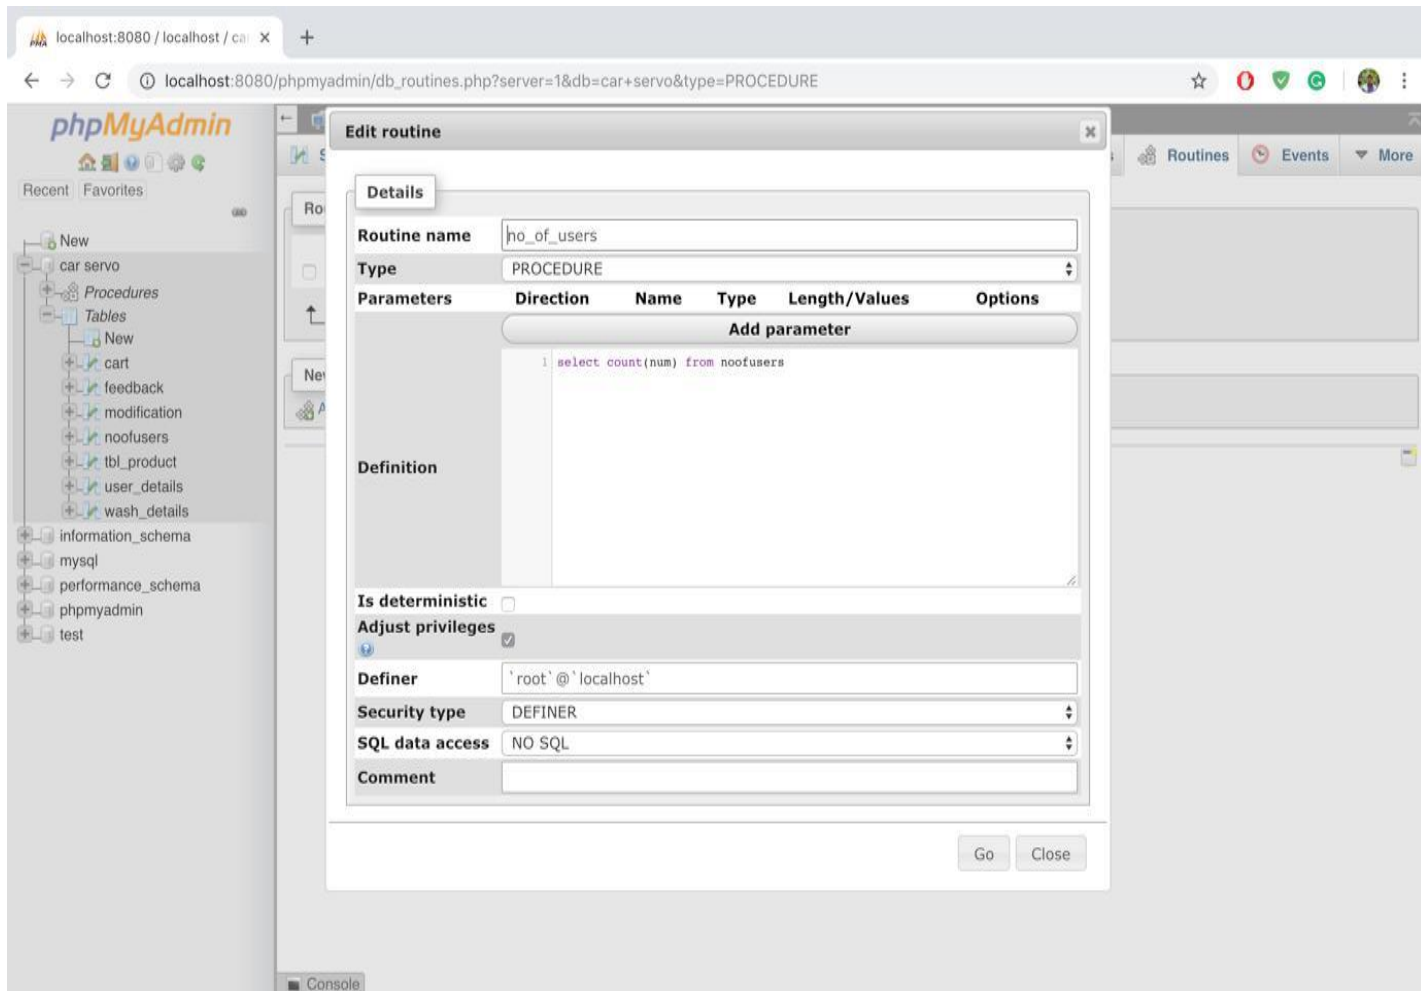 localhost:8080 / localhost / ca
localhost:8080/phpmyadmin/db_routines.php?server=1&db=car+servo&type=PROCEDURE
phpMyAdmin
Recent Favorites
New
car servo
Procedures
Tables
New
cart
feedback
modification
noofusers
tbl_product
user_details
wash_details
information_schema
mysql
performance_schema
phpmyadmin
test
Routines Events More
Edit routine
Details
Routine name no_of_users
Type PROCEDURE
Parameters Direction Name Type Length/Values Options
Add parameter
1 select count(num) from noofusers
Definition
Is deterministic
Adjust privileges
Definer `root`@`localhost`
Security type DEFINER
SQL data access NO SQL
Comment
Go Close
Console